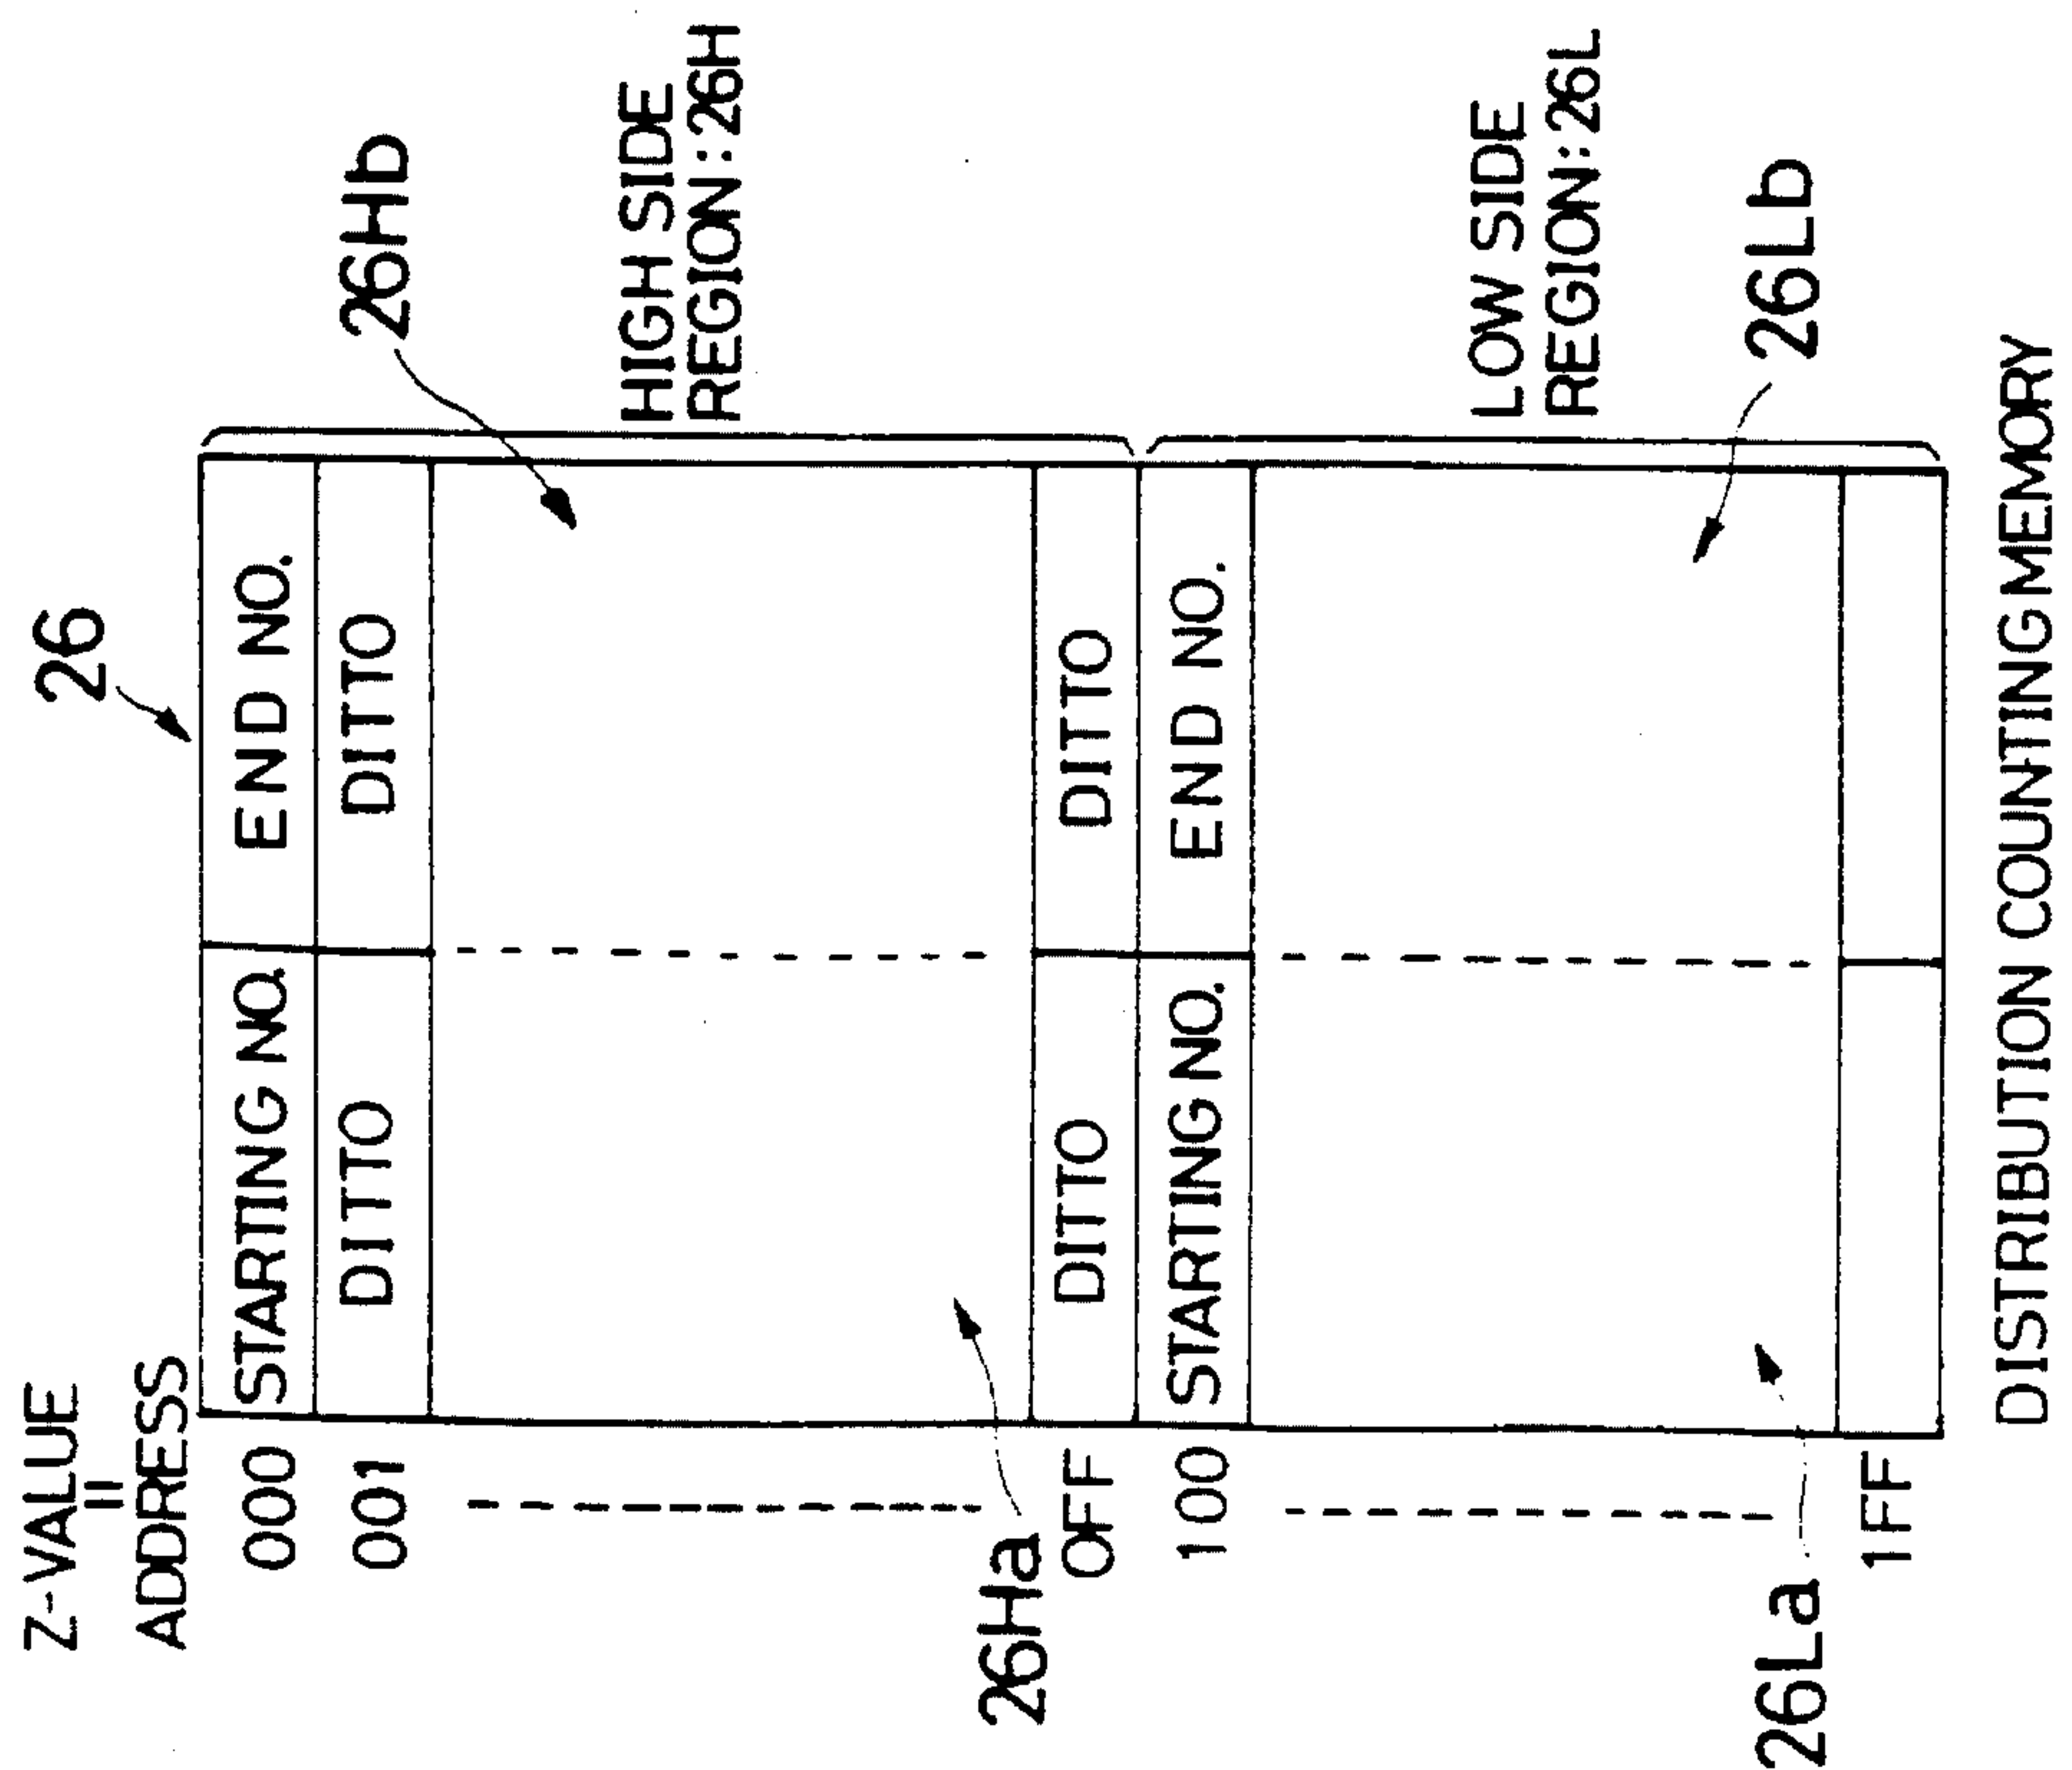 26
Z-VALUE
=
ADDRESS
000 STARTING NO. END NO.
001 DITTO DITTO
26Hb
HIGH SIDE
REGION: 26H
26Ha
0FF DITTO DITTO
100 STARTING NO. END NO.
LOW SIDE
REGION: 26L
26La
26Lb
1FF
DISTRIBUTION COUNTING MEMORY